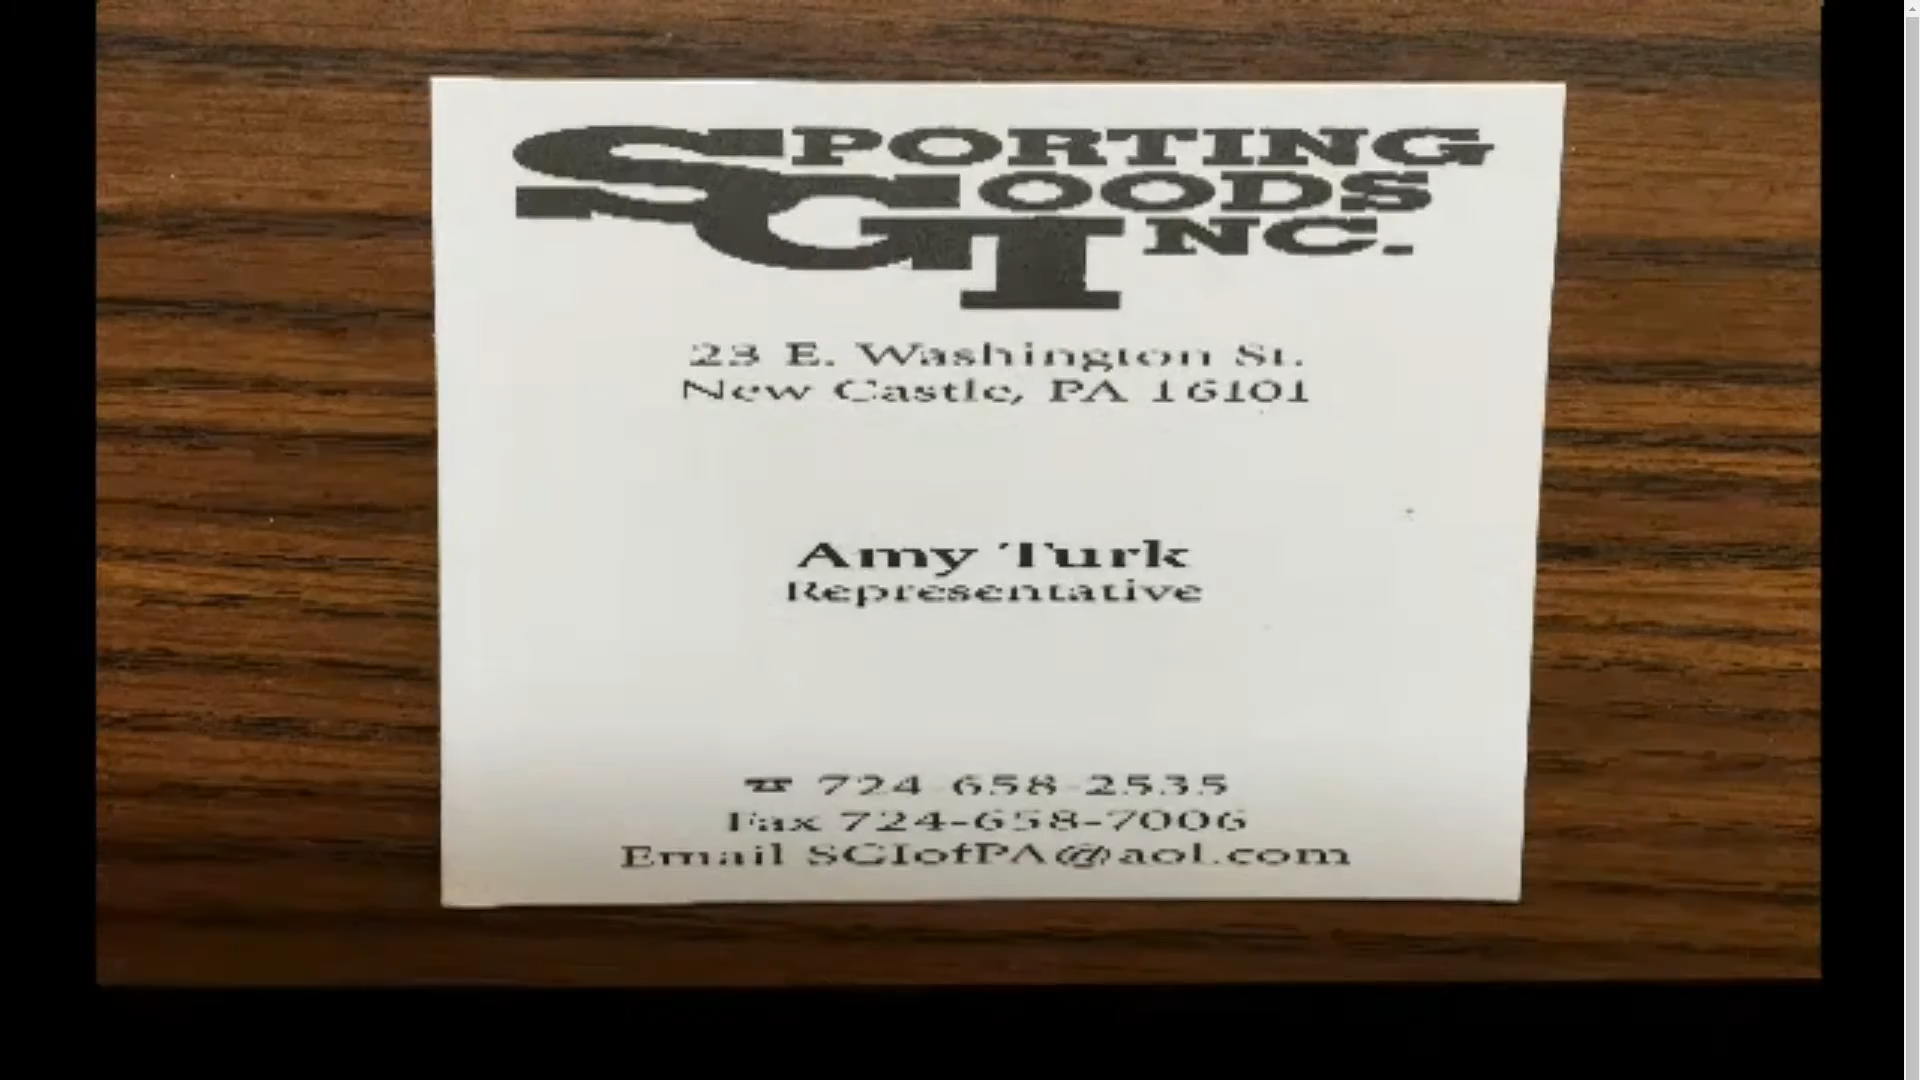 SPORTING
GOODS
INC.
23 E. Washington St.
New Castle, PA 16101
Amy Turk
Representative
☎ 724-658-2535
Fax 724-658-7006
Email SGIofPA@aol.com